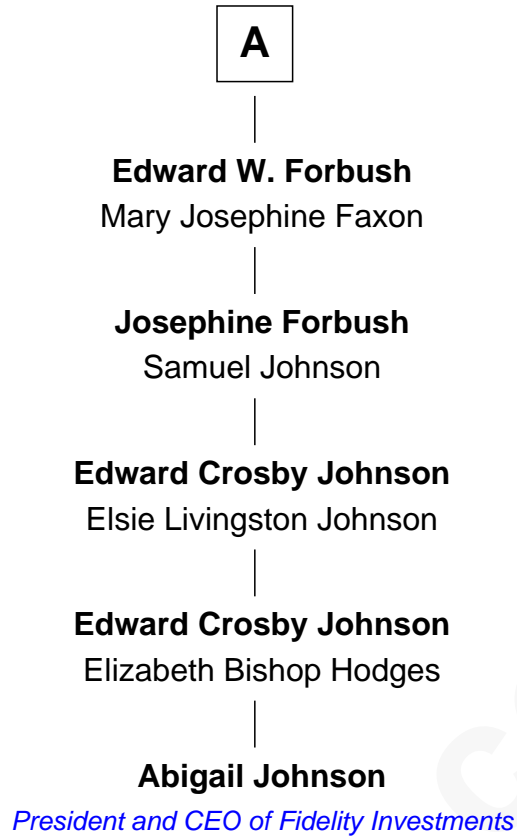 A
Edward W. Forbush
Mary Josephine Faxon
Josephine Forbush
Samuel Johnson
Edward Crosby Johnson
Elsie Livingston Johnson
Edward Crosby Johnson
Elizabeth Bishop Hodges
Abigail Johnson
President and CEO of Fidelity Investments